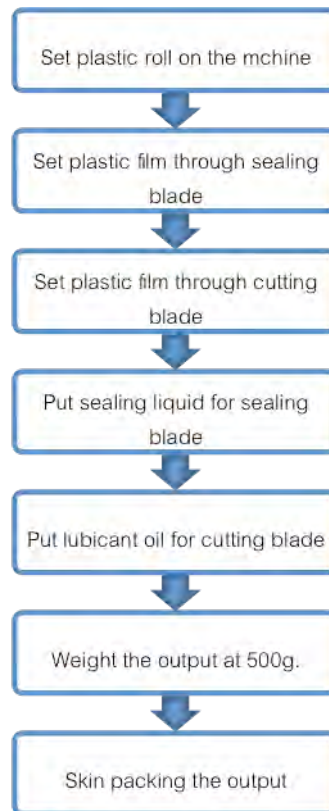 Set plastic roll on the mchine
Set plastic film through sealing
blade
Set plastic film through cutting
blade
Put sealing liquid for sealing
blade
Put lubicant oil for cutting blade
Weight the output at 500g.
Skin packing the output